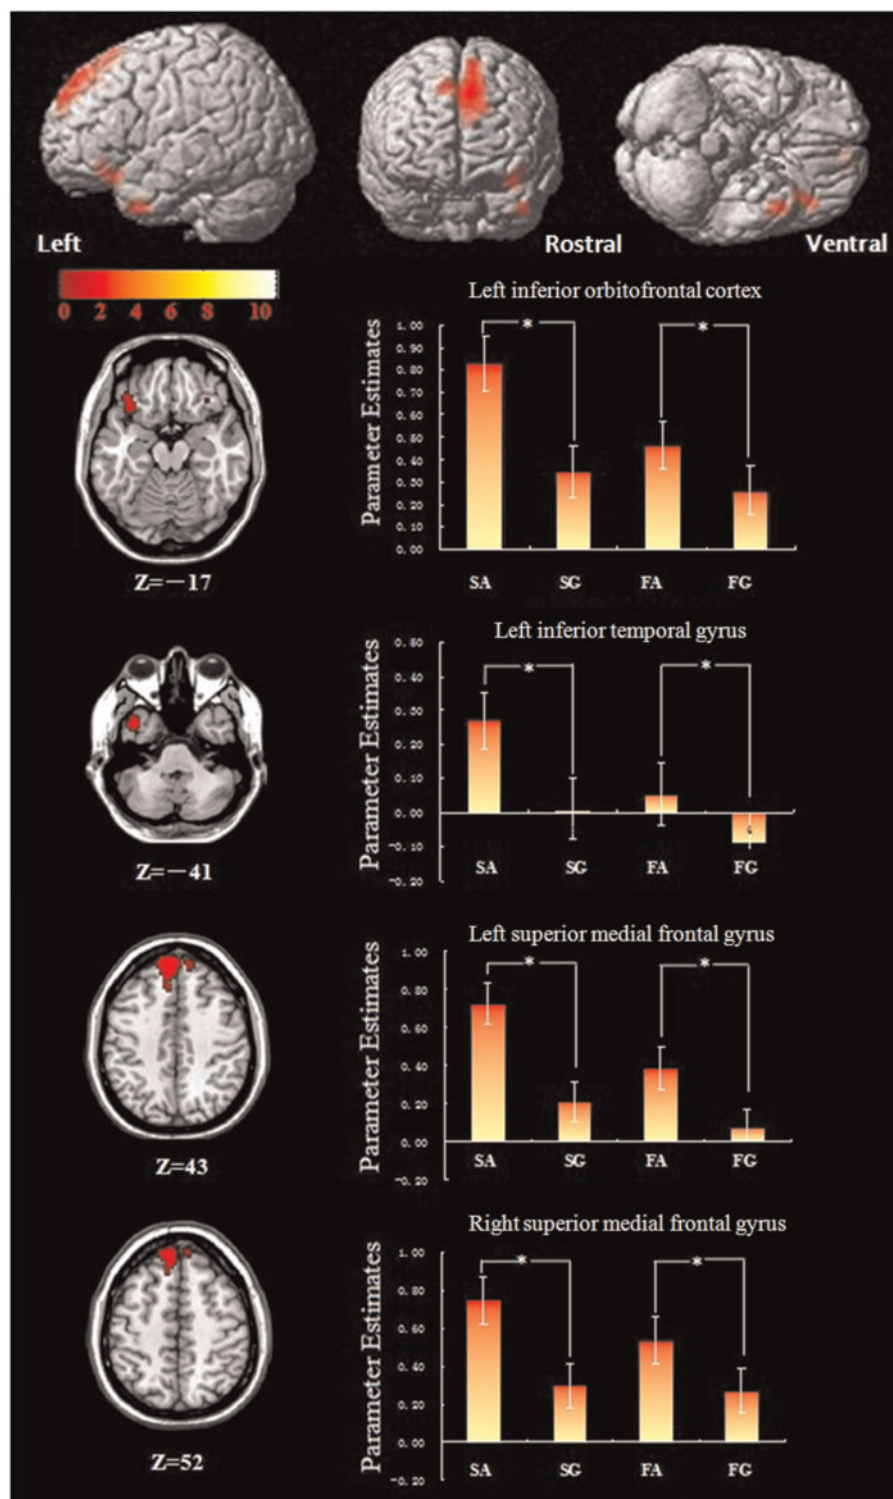 Left
Rostral
Ventral
0 2 4 6 8 10
Z=−17
Left inferior orbitofrontal cortex
Parameter Estimates
1.00
0.90
0.80
0.70
0.60
0.50
0.40
0.30
0.20
0.10
0.00
* *
SA SG FA FG
Z=−41
Left inferior temporal gyrus
Parameter Estimates
0.50
0.40
0.30
0.20
0.10
0.00
-0.10
-0.20
* *
SA SG FA FG
Z=43
Left superior medial frontal gyrus
Parameter Estimates
1.00
0.80
0.60
0.40
0.20
0.00
-0.20
* *
SA SG FA FG
Z=52
Right superior medial frontal gyrus
Parameter Estimates
1.00
0.80
0.60
0.40
0.20
0.00
-0.20
* *
SA SG FA FG